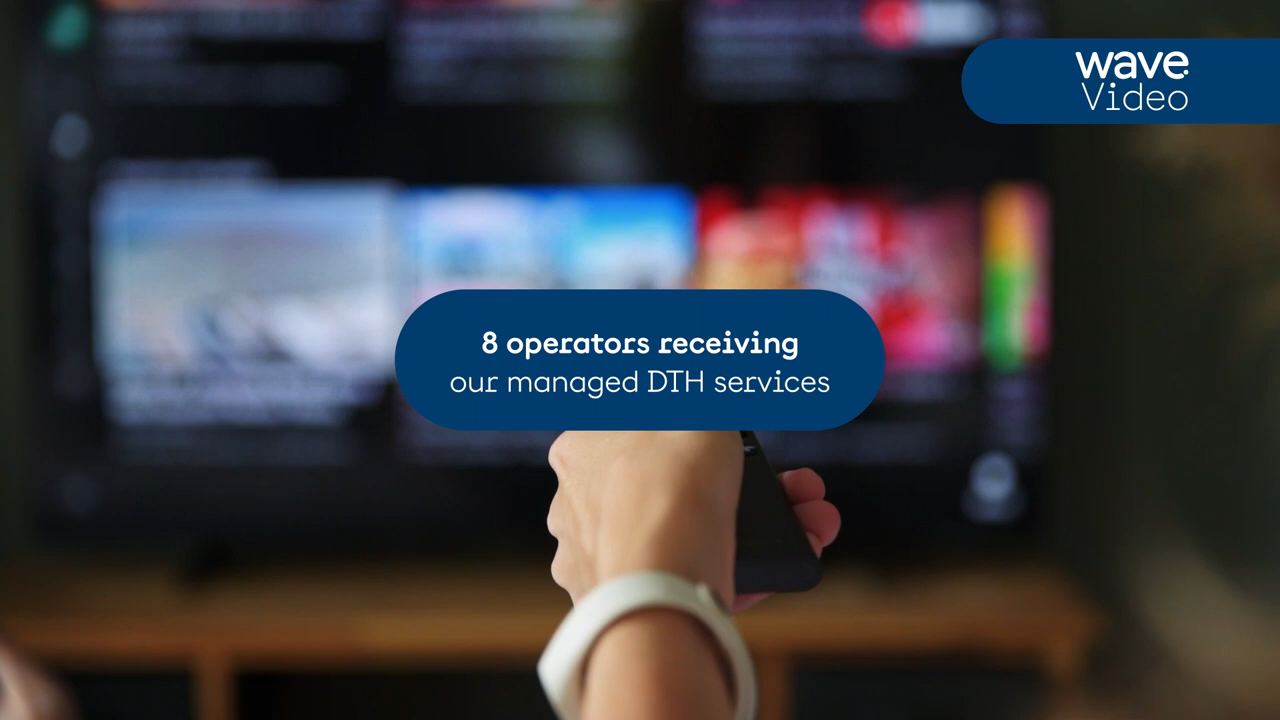 wave
Video
8 operators receiving
our managed DTH services